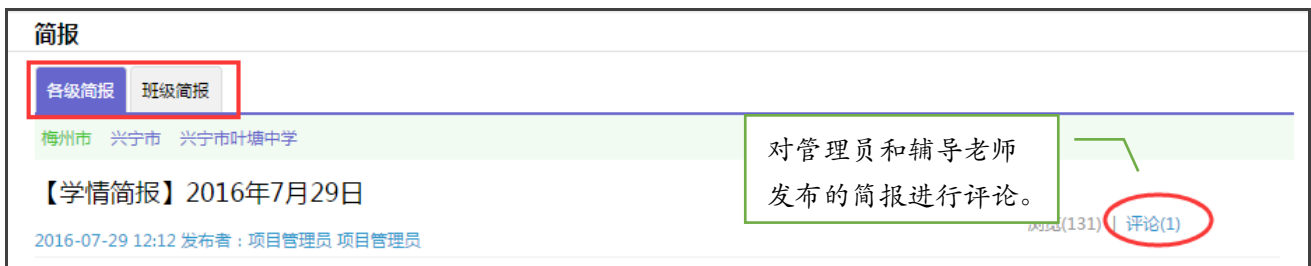 简报
各级简报 班级简报
梅州市 兴宁市 兴宁市叶塘中学
对管理员和辅导老师
发布的简报进行评论。
【学情简报】2016年7月29日
浏览(131) | 评论(1)
2016-07-29 12:12 发布者：项目管理员 项目管理员